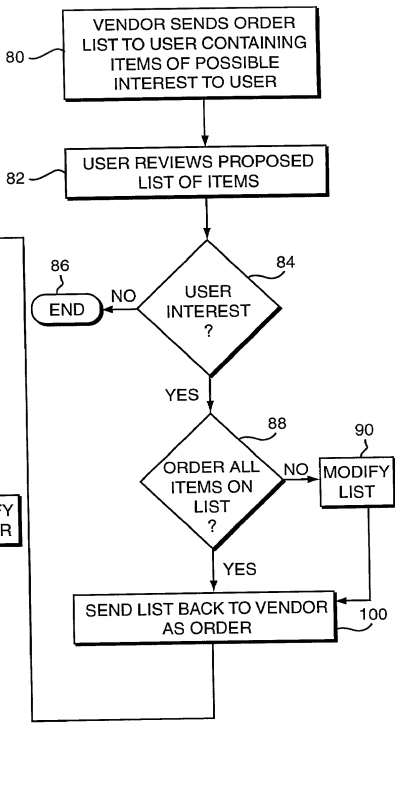 VENDOR SENDS ORDER
LIST TO USER CONTAINING
ITEMS OF POSSIBLE
INTEREST TO USER
80
USER REVIEWS PROPOSED
LIST OF ITEMS
82
86
84
END
NO
USER
INTEREST
?
YES
88
90
ORDER ALL
ITEMS ON
LIST
?
NO
MODIFY
LIST
FY
R
YES
SEND LIST BACK TO VENDOR
AS ORDER
100